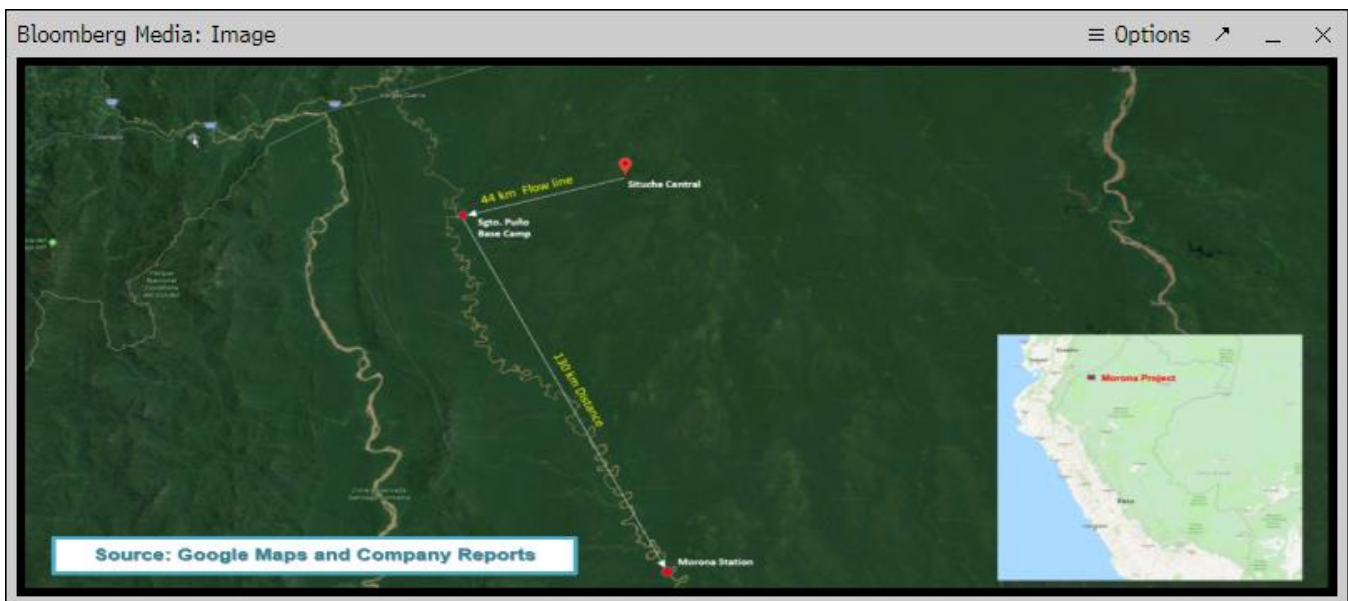 Bloomberg Media: Image
≡ Options
44 km Flow line
Situche Central
Sgto. Puño
Base Camp
130 km Distance
Morona Project
Peru
Morona Station
Source: Google Maps and Company Reports